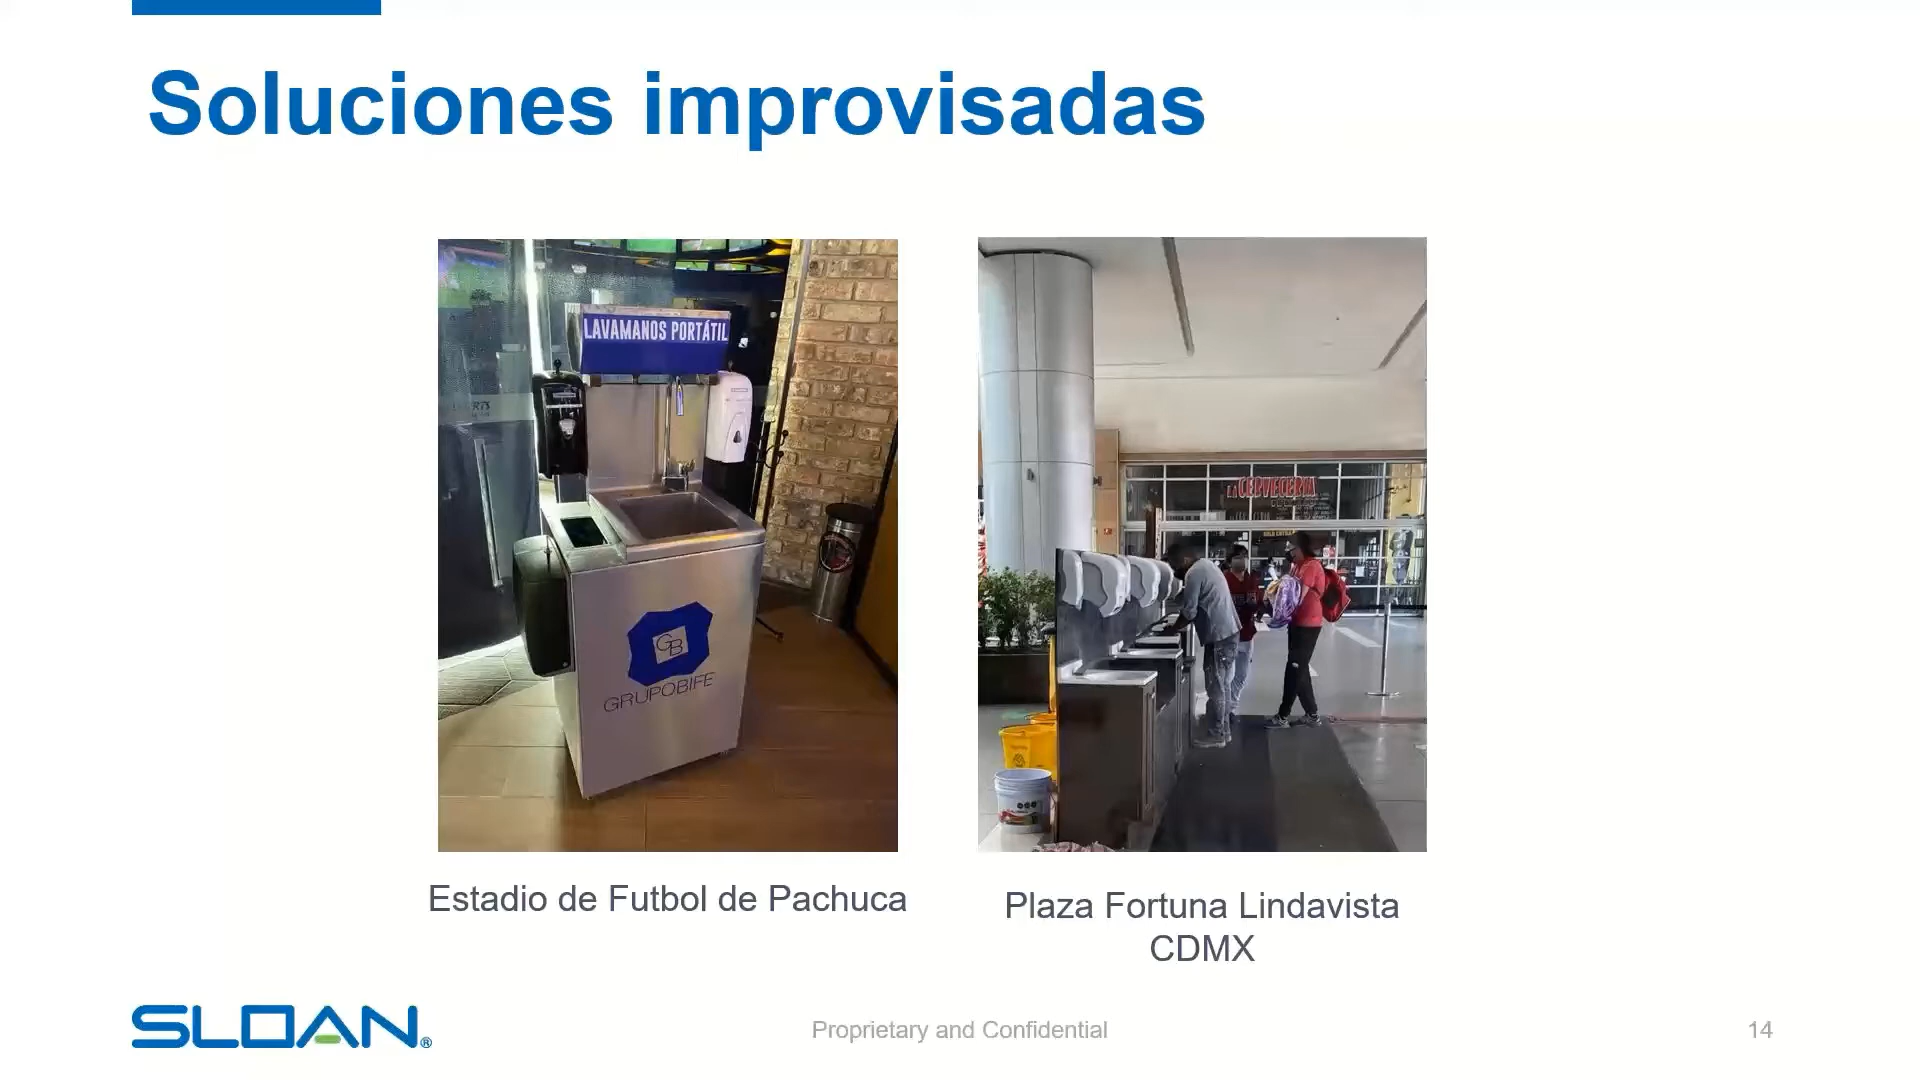 Soluciones improvisadas
LAVAMANOS PORTÁTIL
GB
GRUPOBIFE
LA CERVECERIA
Estadio de Futbol de Pachuca
Plaza Fortuna Lindavista
CDMX
SLOAN®
Proprietary and Confidential
14